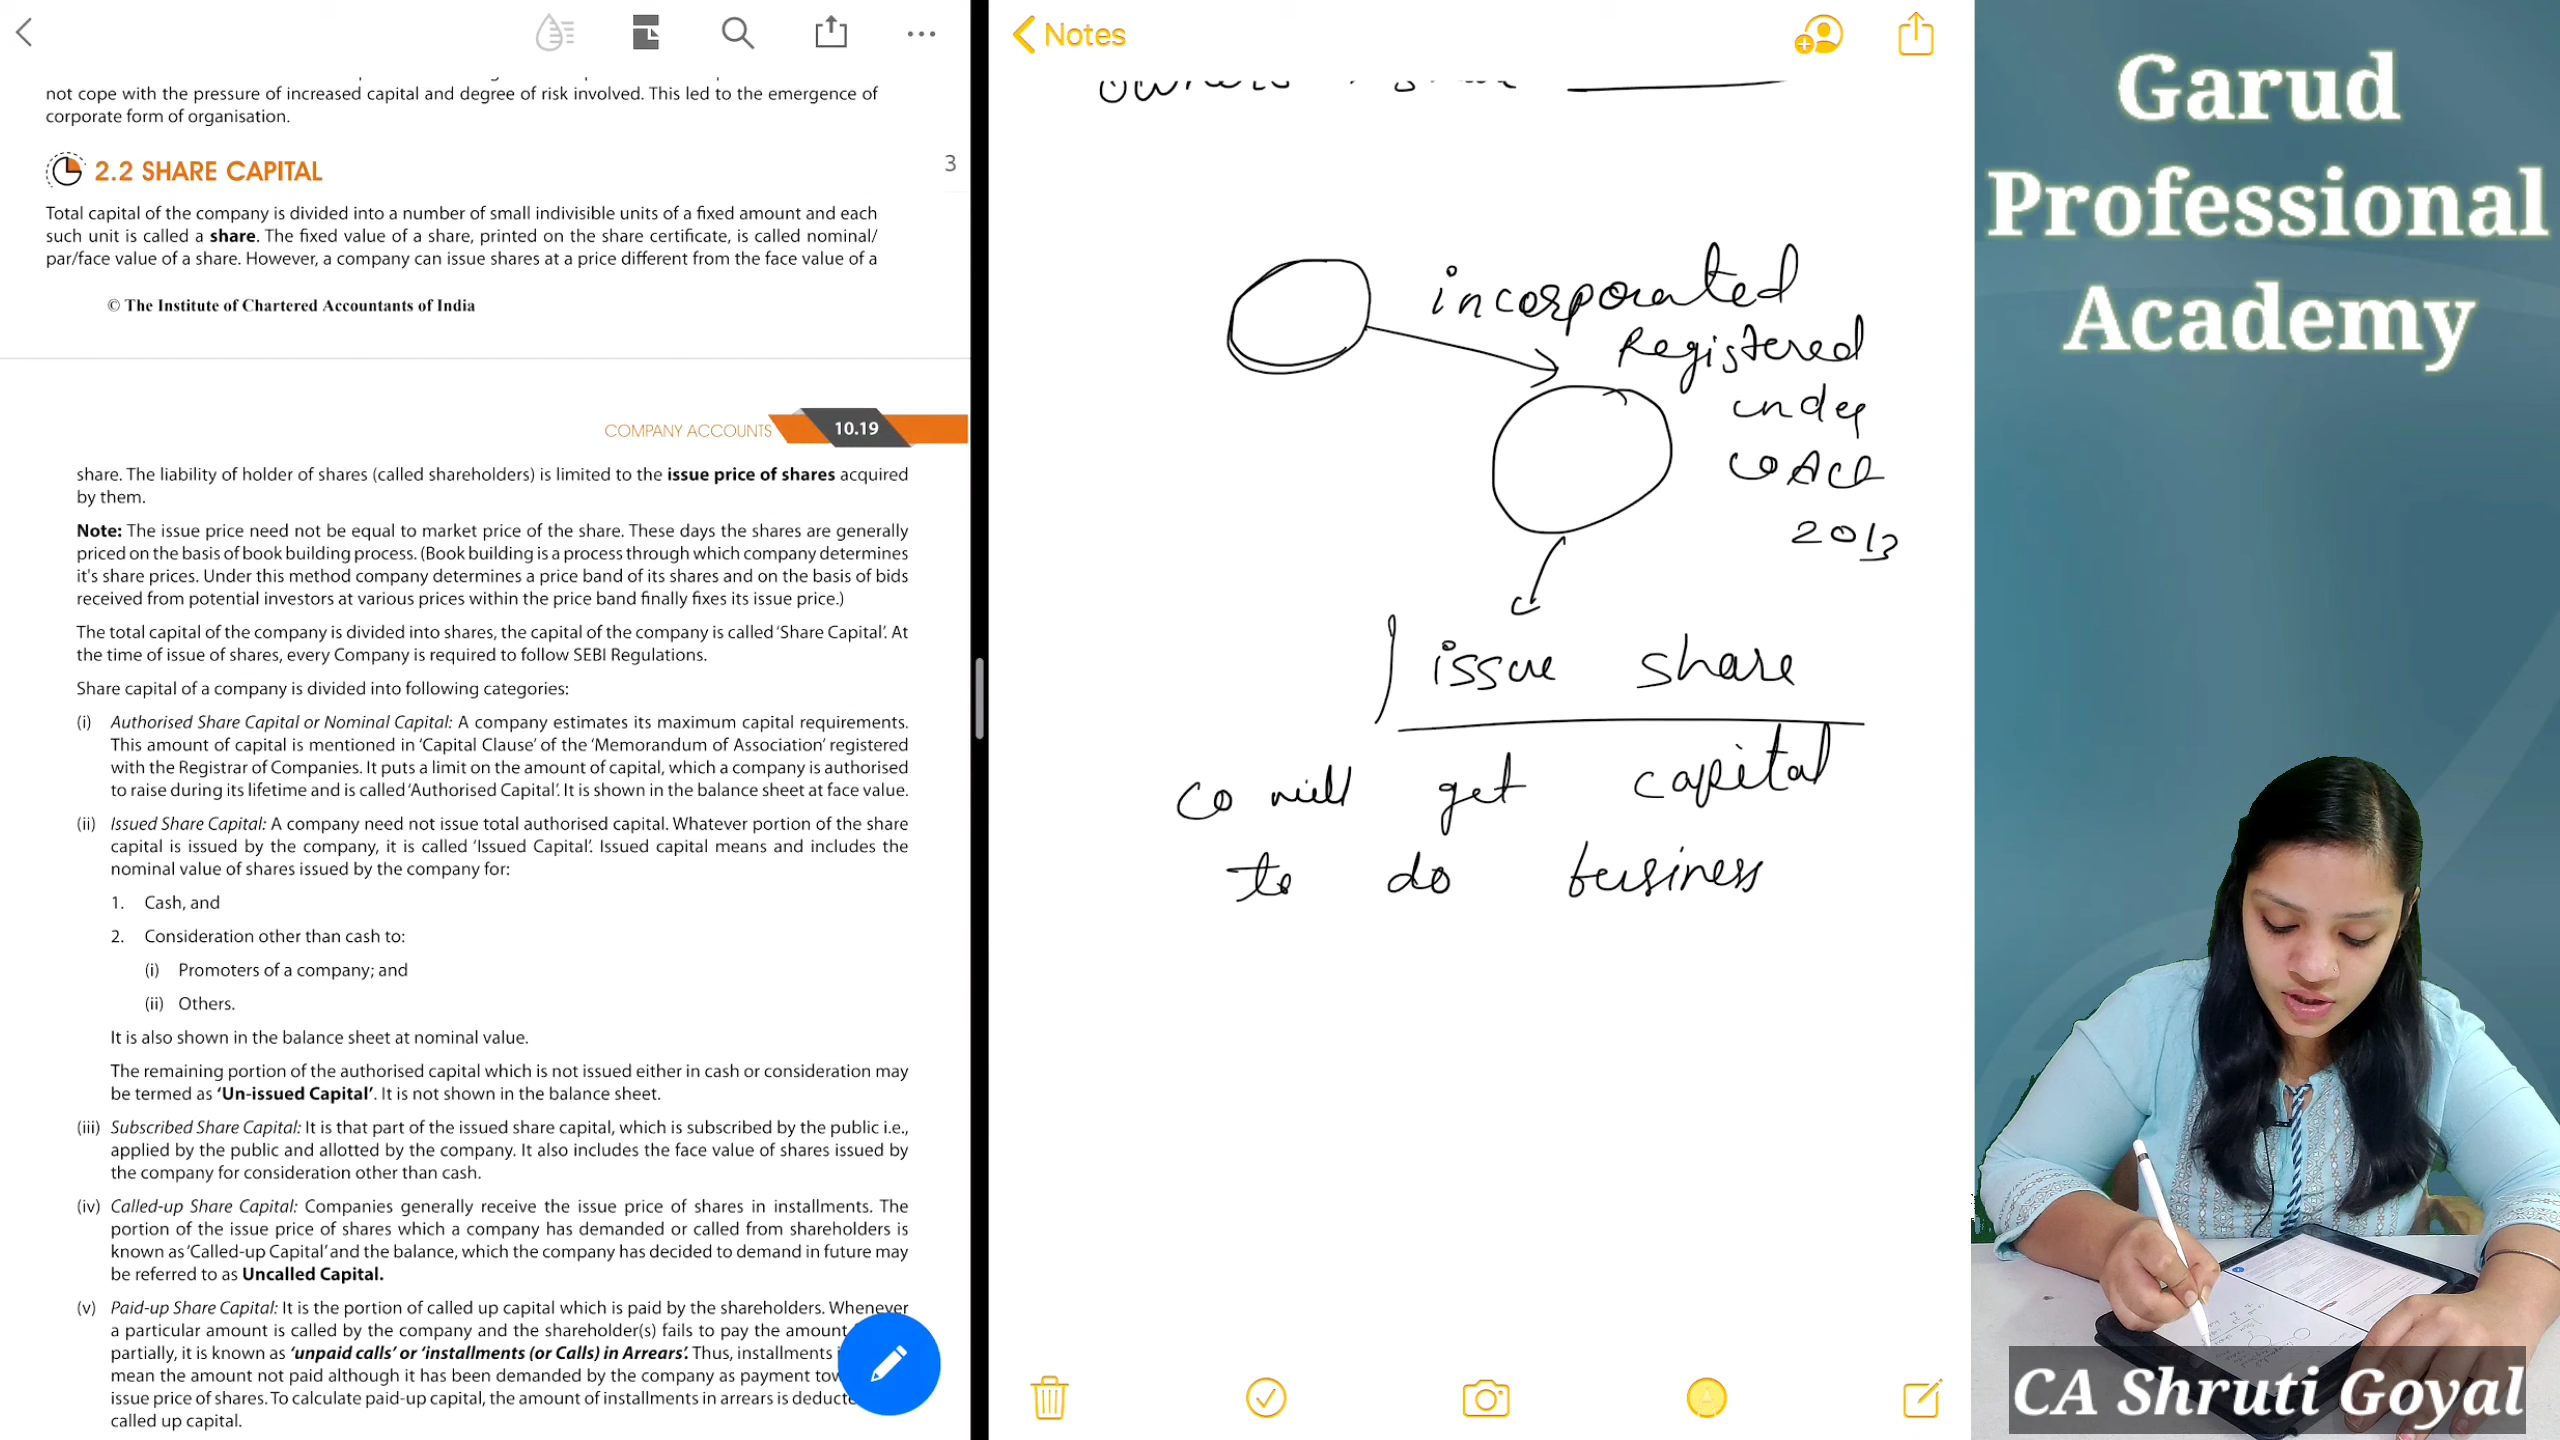 not cope with the pressure of increased capital and degree of risk involved. This led to the emergence of
corporate form of organisation.
2.2 SHARE CAPITAL
3
Total capital of the company is divided into a number of small indivisible units of a fixed amount and each
such unit is called a share. The fixed value of a share, printed on the share certificate, is called nominal/
par/face value of a share. However, a company can issue shares at a price different from the face value of a
© The Institute of Chartered Accountants of India
COMPANY ACCOUNTS 10.19
share. The liability of holder of shares (called shareholders) is limited to the issue price of shares acquired
by them.
Note: The issue price need not be equal to market price of the share. These days the shares are generally
priced on the basis of book building process. (Book building is a process through which company determines
it's share prices. Under this method company determines a price band of its shares and on the basis of bids
received from potential investors at various prices within the price band finally fixes its issue price.)
The total capital of the company is divided into shares, the capital of the company is called 'Share Capital'. At
the time of issue of shares, every Company is required to follow SEBI Regulations.
Share capital of a company is divided into following categories:
(i) Authorised Share Capital or Nominal Capital: A company estimates its maximum capital requirements.
This amount of capital is mentioned in 'Capital Clause' of the 'Memorandum of Association' registered
with the Registrar of Companies. It puts a limit on the amount of capital, which a company is authorised
to raise during its lifetime and is called 'Authorised Capital'. It is shown in the balance sheet at face value.
(ii) Issued Share Capital: A company need not issue total authorised capital. Whatever portion of the share
capital is issued by the company, it is called 'Issued Capital'. Issued capital means and includes the
nominal value of shares issued by the company for:
1. Cash, and
2. Consideration other than cash to:
(i) Promoters of a company; and
(ii) Others.
It is also shown in the balance sheet at nominal value.
The remaining portion of the authorised capital which is not issued either in cash or consideration may
be termed as 'Un-issued Capital'. It is not shown in the balance sheet.
(iii) Subscribed Share Capital: It is that part of the issued share capital, which is subscribed by the public i.e.,
applied by the public and allotted by the company. It also includes the face value of shares issued by
the company for consideration other than cash.
(iv) Called-up Share Capital: Companies generally receive the issue price of shares in installments. The
portion of the issue price of shares which a company has demanded or called from shareholders is
known as 'Called-up Capital' and the balance, which the company has decided to demand in future may
be referred to as Uncalled Capital.
(v) Paid-up Share Capital: It is the portion of called up capital which is paid by the shareholders. Whenever
a particular amount is called by the company and the shareholder(s) fails to pay the amount
partially, it is known as 'unpaid calls' or 'installments (or Calls) in Arrears'. Thus, installments
mean the amount not paid although it has been demanded by the company as payment
issue price of shares. To calculate paid-up capital, the amount of installments in arrears is
called up capital.
Notes
incorporated
Registered
under
co Act
2013
issue share
co will get capital
to do business
Garud
Professional
Academy
CA Shruti Goyal